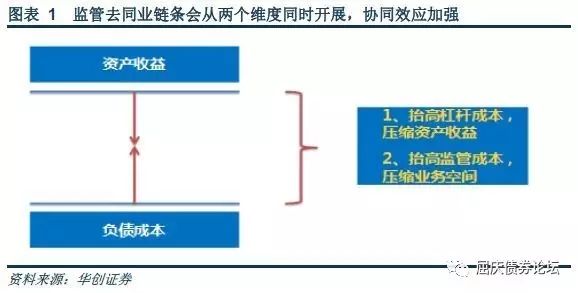 图表 1 监管去同业链条会从两个维度同时开展，协同效应加强
资产收益
1、抬高杠杆成本，
压缩资产收益
2、抬高监管成本，
压缩业务空间
负债成本
屈庆债券论坛
资料来源：华创证券